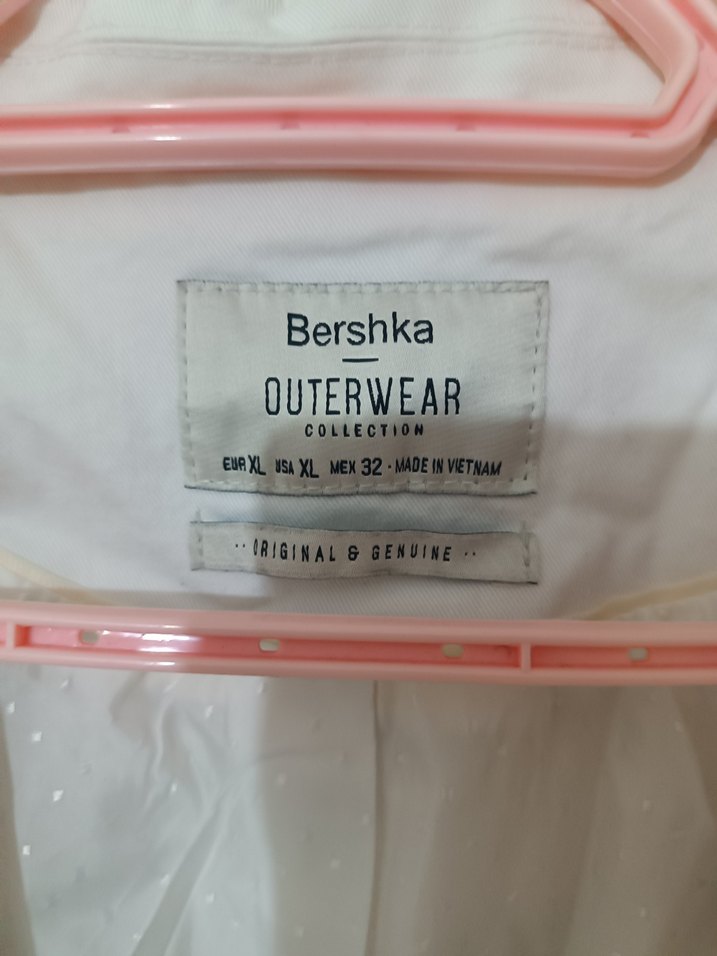 Bershka
OUTERWEAR
COLLECTION
EUR XL USA XL MEX 32 · MADE IN VIETNAM
·· ORIGINAL & GENUINE ··